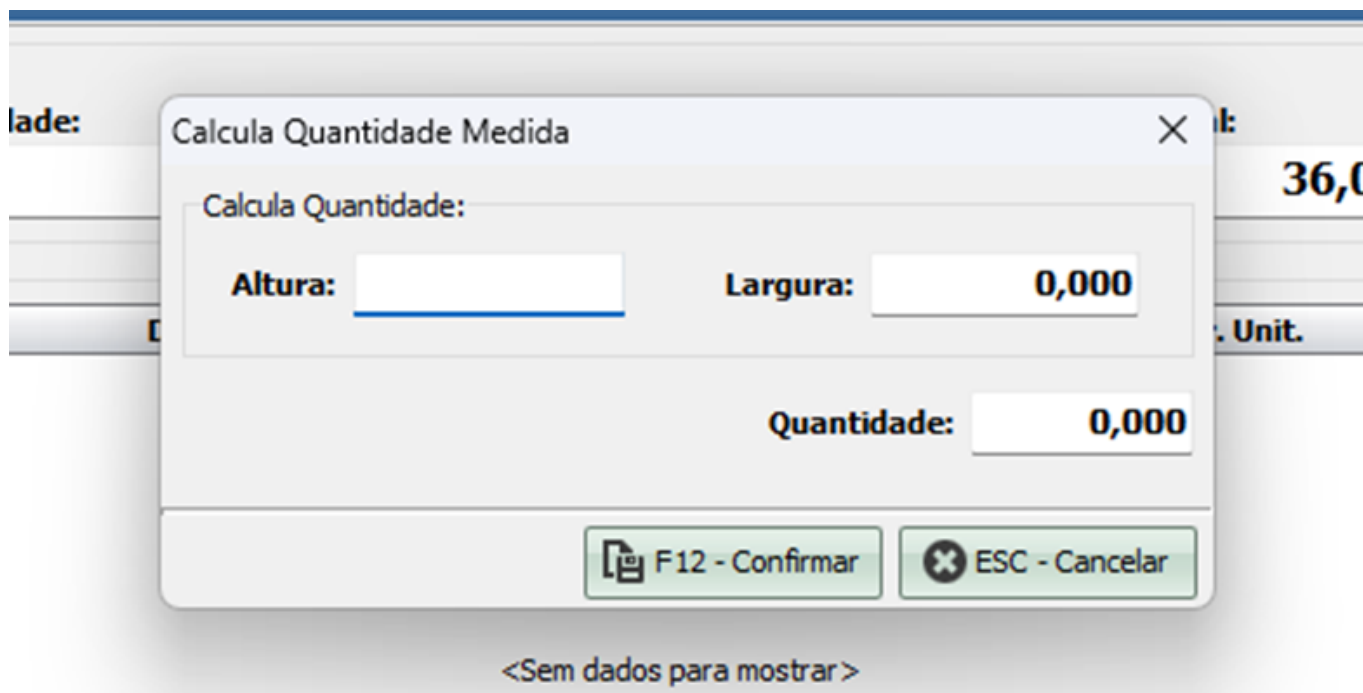 Calcula Quantidade Medida
36,0
Calcula Quantidade:
Altura: Largura: 0,000
. Unit.
Quantidade: 0,000
F12 - Confirmar ESC - Cancelar
<Sem dados para mostrar>